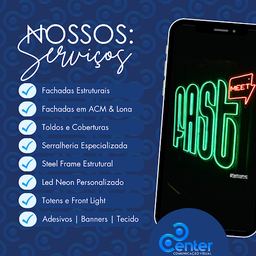 NOSSOS:
Serviços
Fachadas Estruturais
Fachadas em ACM & Lona
Toldos e Coberturas
Serralheria Especializada
Steel Frame Estrutural
Led Neon Personalizado
Totens e Front Light
Adesivos | Banners | Tecido
MEET
FAST
Center
COMUNICAÇÃO VISUAL